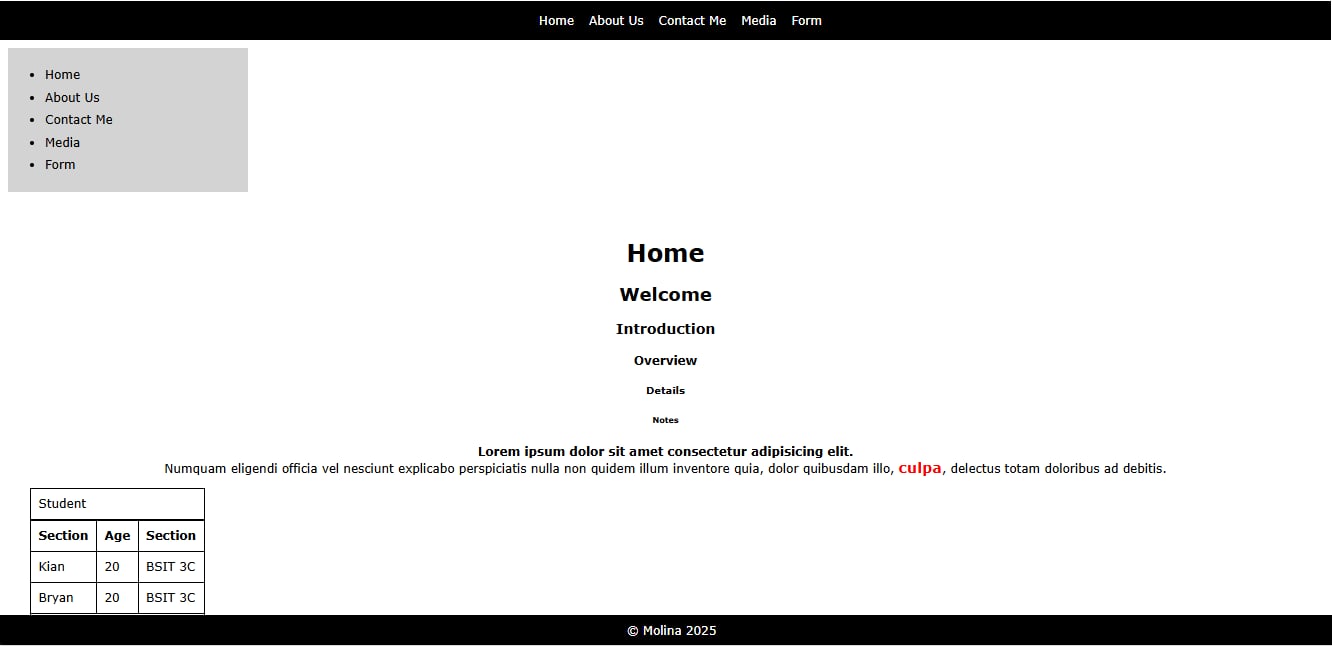 Home About Us Contact Me Media Form
Home
About Us
Contact Me
Media
Form
Home
Welcome
Introduction
Overview
Details
Notes
Lorem ipsum dolor sit amet consectetur adipisicing elit.
Numquam eligendi officia vel nesciunt explicabo perspiciatis nulla non quidem illum inventore quia, dolor quibusdam illo, culpa, delectus totam doloribus ad debitis.
Student
Section Age Section
Kian 20 BSIT 3C
Bryan 20 BSIT 3C
© Molina 2025